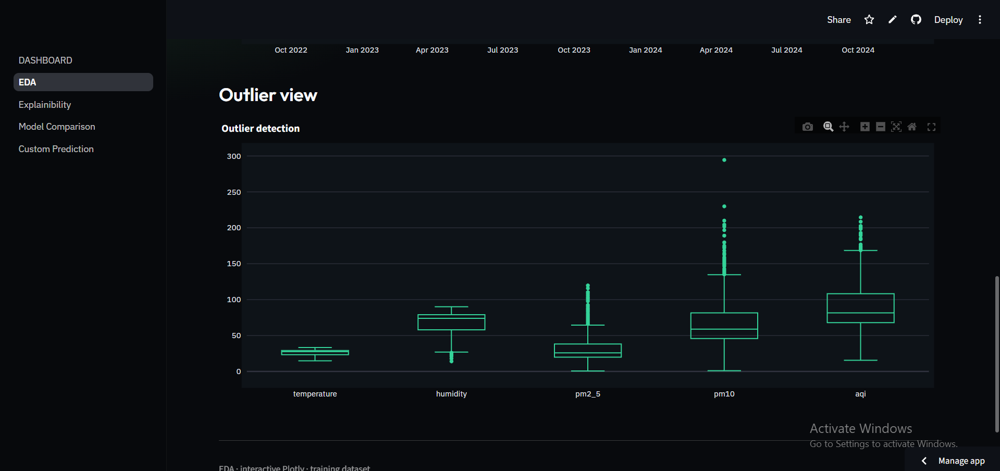 Share Deploy
DASHBOARD
EDA
Explainibility
Model Comparison
Custom Prediction
Oct 2022 Jan 2023 Apr 2023 Jul 2023 Oct 2023 Jan 2024 Apr 2024 Jul 2024 Oct 2024
Outlier view
Outlier detection
300
250
200
150
100
50
0
temperature humidity pm2_5 pm10 aqi
Activate Windows
Go to Settings to activate Windows.
Manage app
EDA · interactive Plotly · training dataset